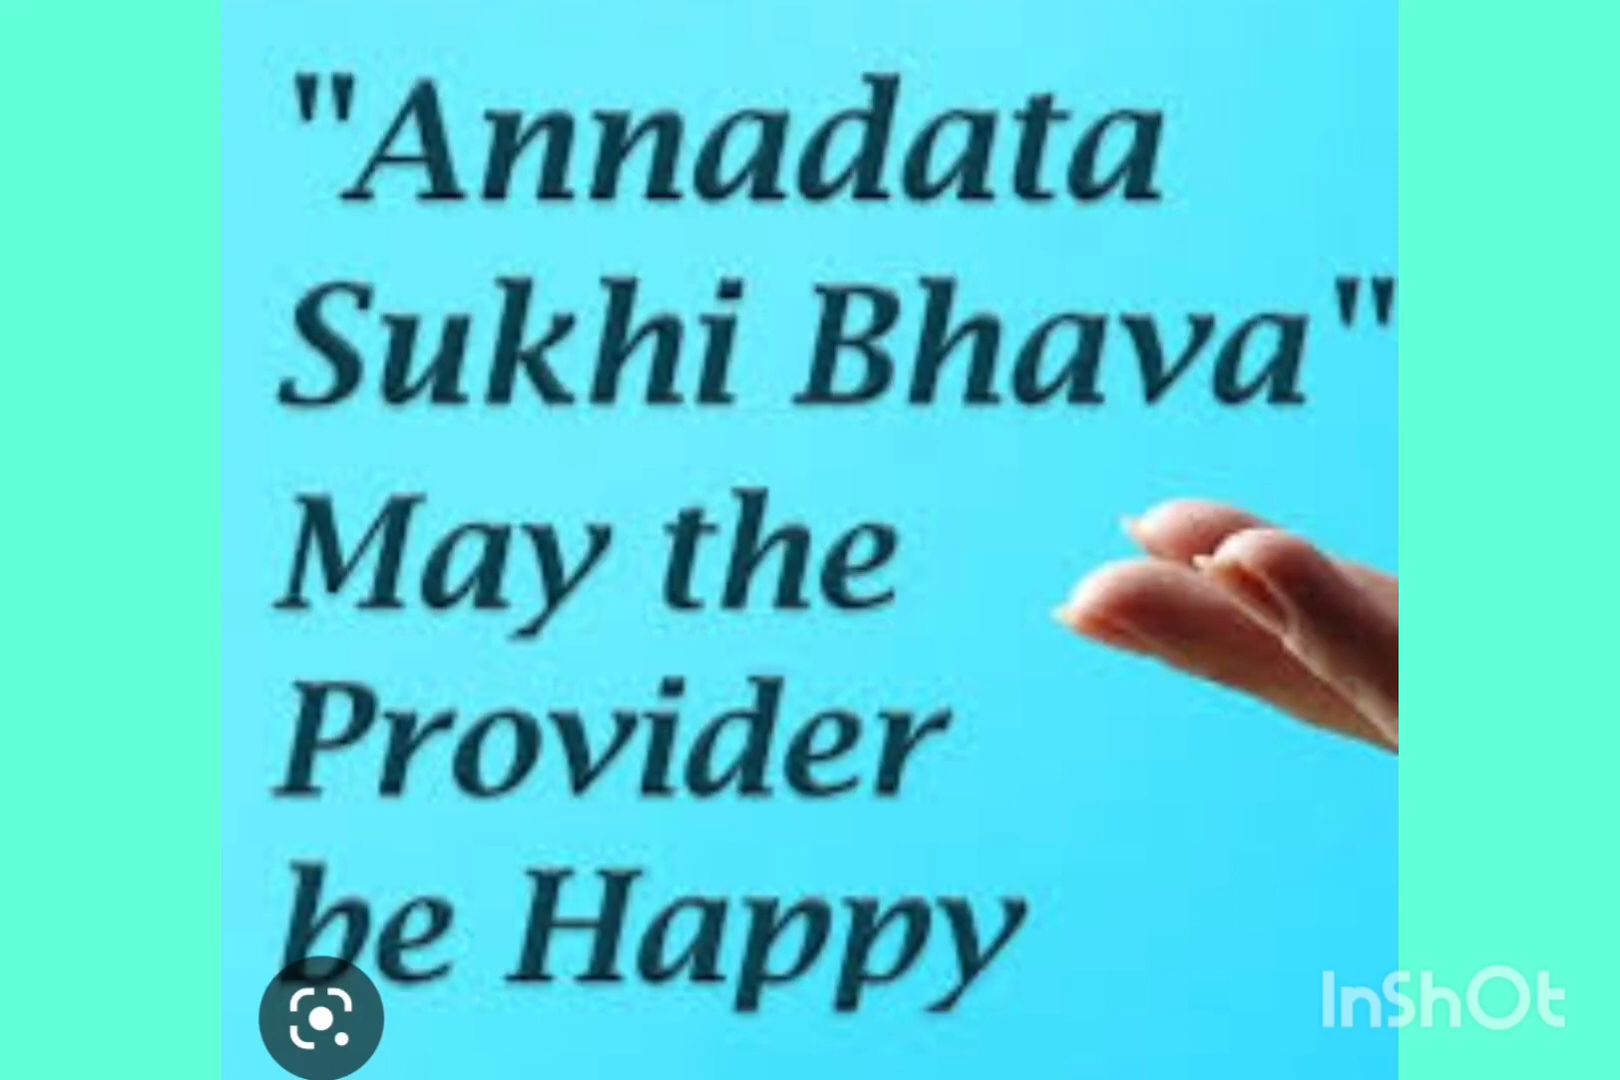 "Annadata
Sukhi Bhava"
May the
Provider
be Happy
InShOt